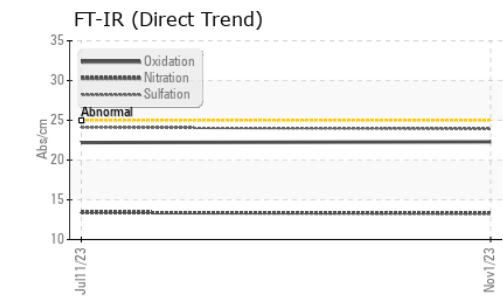 FT-IR (Direct Trend)
35
Oxidation
30
Nitration
Sulfation
Abnormal
25
Abs/cm
20
15
10
Jul11/23
Nov1/23